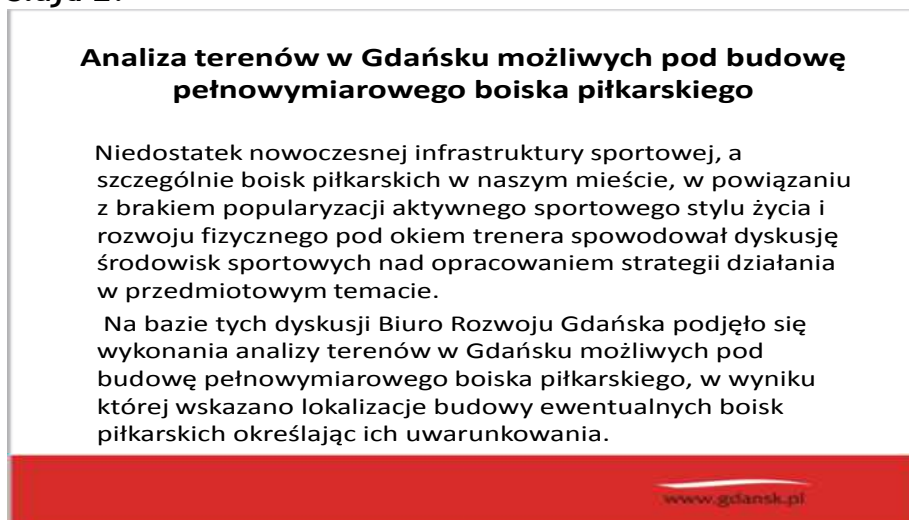 Analiza terenów w Gdańsku możliwych pod budowę
pełnowymiarowego boiska piłkarskiego
Niedostatek nowoczesnej infrastruktury sportowej, a
szczególnie boisk piłkarskich w naszym mieście, w powiązaniu
z brakiem popularyzacji aktywnego sportowego stylu życia i
rozwoju fizycznego pod okiem trenera spowodował dyskusję
środowisk sportowych nad opracowaniem strategii działania
w przedmiotowym temacie.
Na bazie tych dyskusji Biuro Rozwoju Gdańska podjęło się
wykonania analizy terenów w Gdańsku możliwych pod
budowę pełnowymiarowego boiska piłkarskiego, w wyniku
której wskazano lokalizacje budowy ewentualnych boisk
piłkarskich określając ich uwarunkowania.
www.gdansk.pl